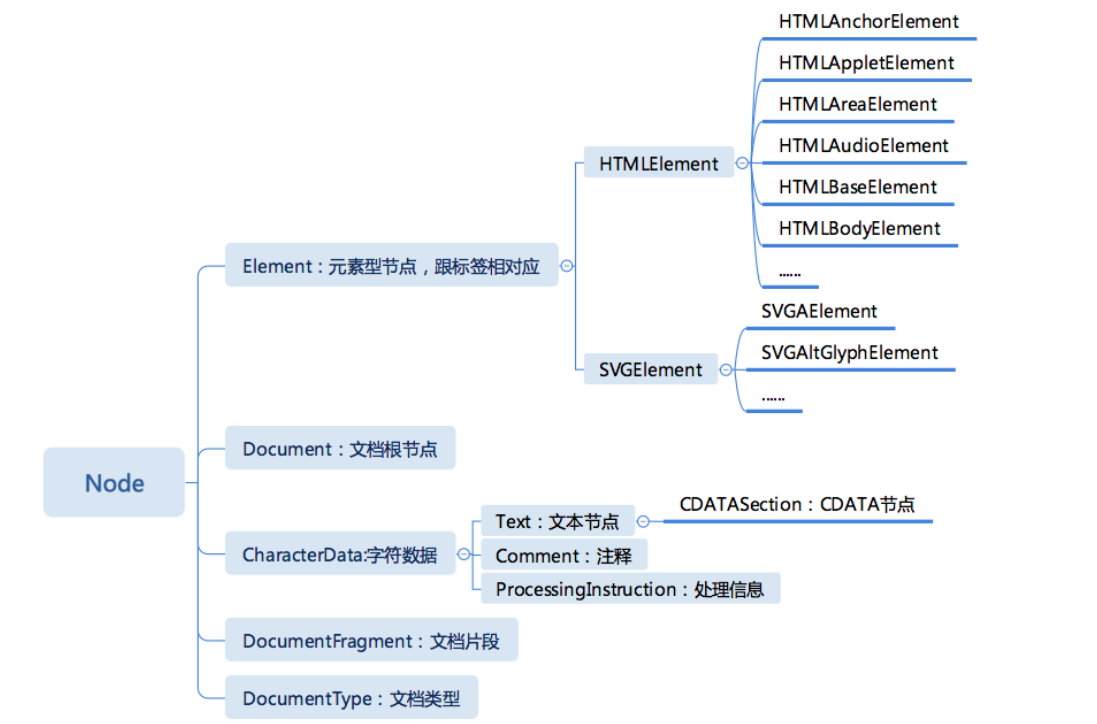 HTMLAnchorElement
HTMLAppletElement
HTMLAreaElement
HTMLAudioElement
HTMLElement
HTMLBaseElement
HTMLBodyElement
Element：元素型节点，跟标签相对应
......
SVGAElement
SVGAltGlyphElement
SVGElement
......
Document：文档根节点
Node
CDATASection：CDATA节点
Text：文本节点
CharacterData:字符数据
Comment：注释
ProcessingInstruction：处理信息
DocumentFragment：文档片段
DocumentType：文档类型